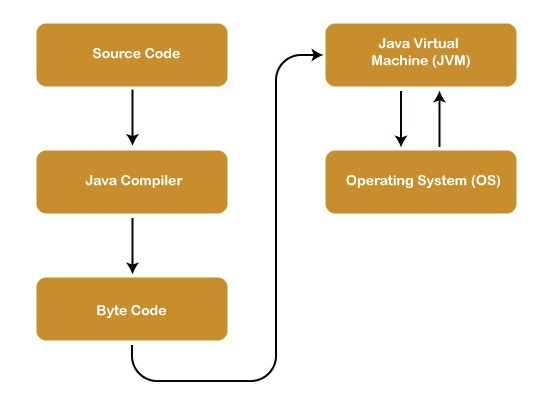 Source Code
Java Compiler
Byte Code
Java Virtual
Machine (JVM)
Operating System (OS)